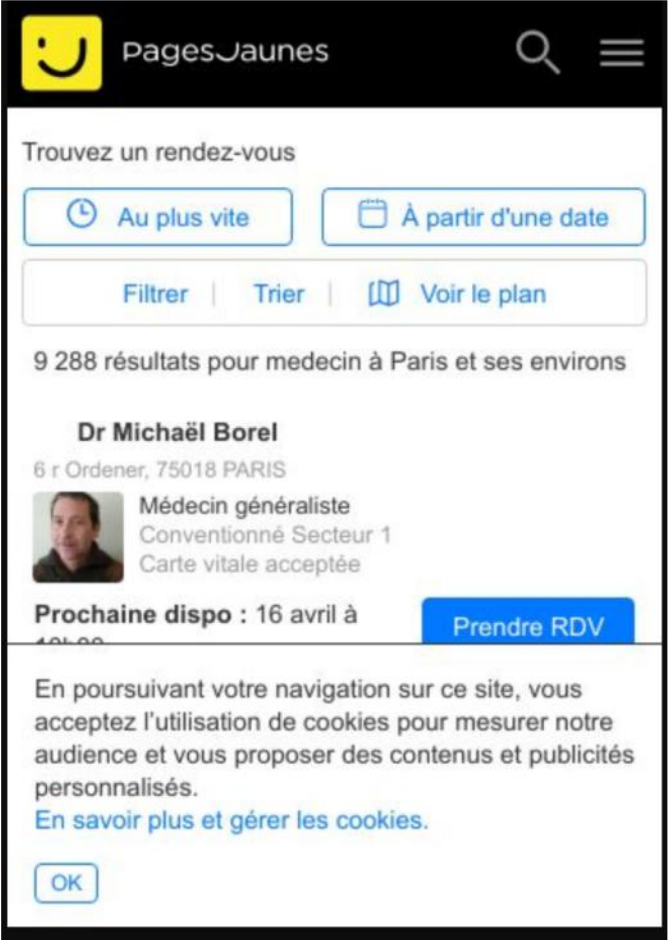 PagesJaunes
Trouvez un rendez-vous
Au plus vite
À partir d'une date
Filtrer
Trier
Voir le plan
9 288 résultats pour medecin à Paris et ses environs
Dr Michaël Borel
6 r Ordener, 75018 PARIS
Médecin généraliste
Conventionné Secteur 1
Carte vitale acceptée
Prochaine dispo : 16 avril à
Prendre RDV
En poursuivant votre navigation sur ce site, vous
acceptez l’utilisation de cookies pour mesurer notre
audience et vous proposer des contenus et publicités
personnalisés.
En savoir plus et gérer les cookies.
OK